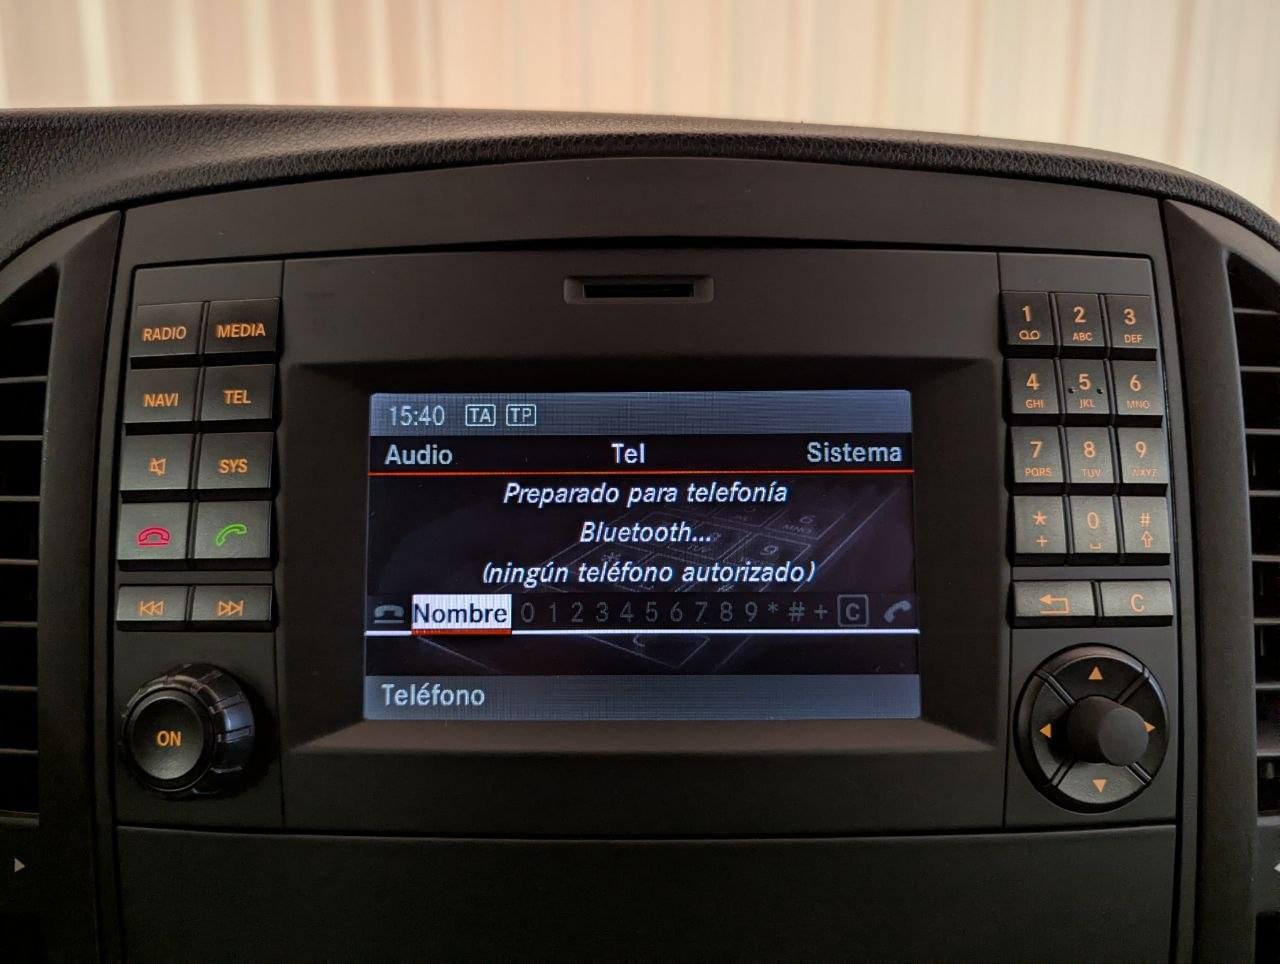 RADIO MEDIA
NAVI TEL
SYS
ON
15:40 TA TP
Audio Tel Sistema
Preparado para telefonía
Bluetooth...
(ningún teléfono autorizado)
Nombre 0 1 2 3 4 5 6 7 8 9 * # + C
Teléfono
1 2 3
ABC DEF
4 5 6
GHI JKL MNO
7 8 9
PQRS TUV WXYZ
* 0 #
+
C